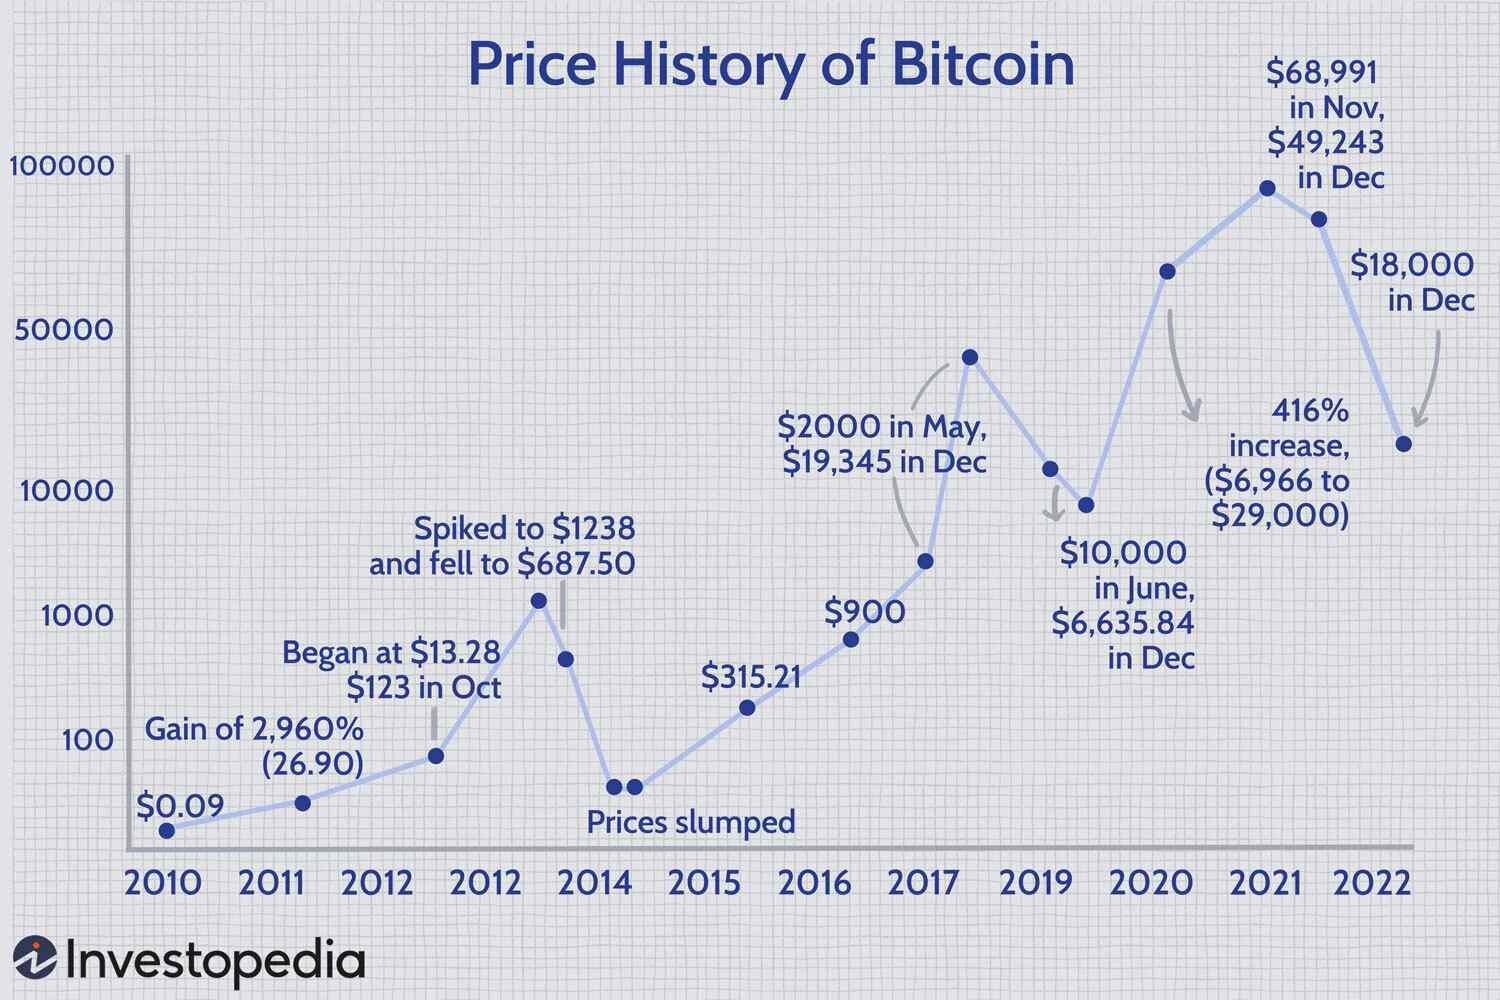 Price History of Bitcoin
$68,991
in Nov,
$49,243
in Dec
100000
$18,000
in Dec
50000
416%
increase,
($6,966 to
$29,000)
$2000 in May,
$19,345 in Dec
10000
Spiked to $1238
and fell to $687.50
$10,000
in June,
$6,635.84
in Dec
1000
$900
Began at $13.28
$123 in Oct
$315.21
100
Gain of 2,960%
(26.90)
$0.09
Prices slumped
2010 2011 2012 2012 2014 2015 2016 2017 2019 2020 2021 2022
Investopedia